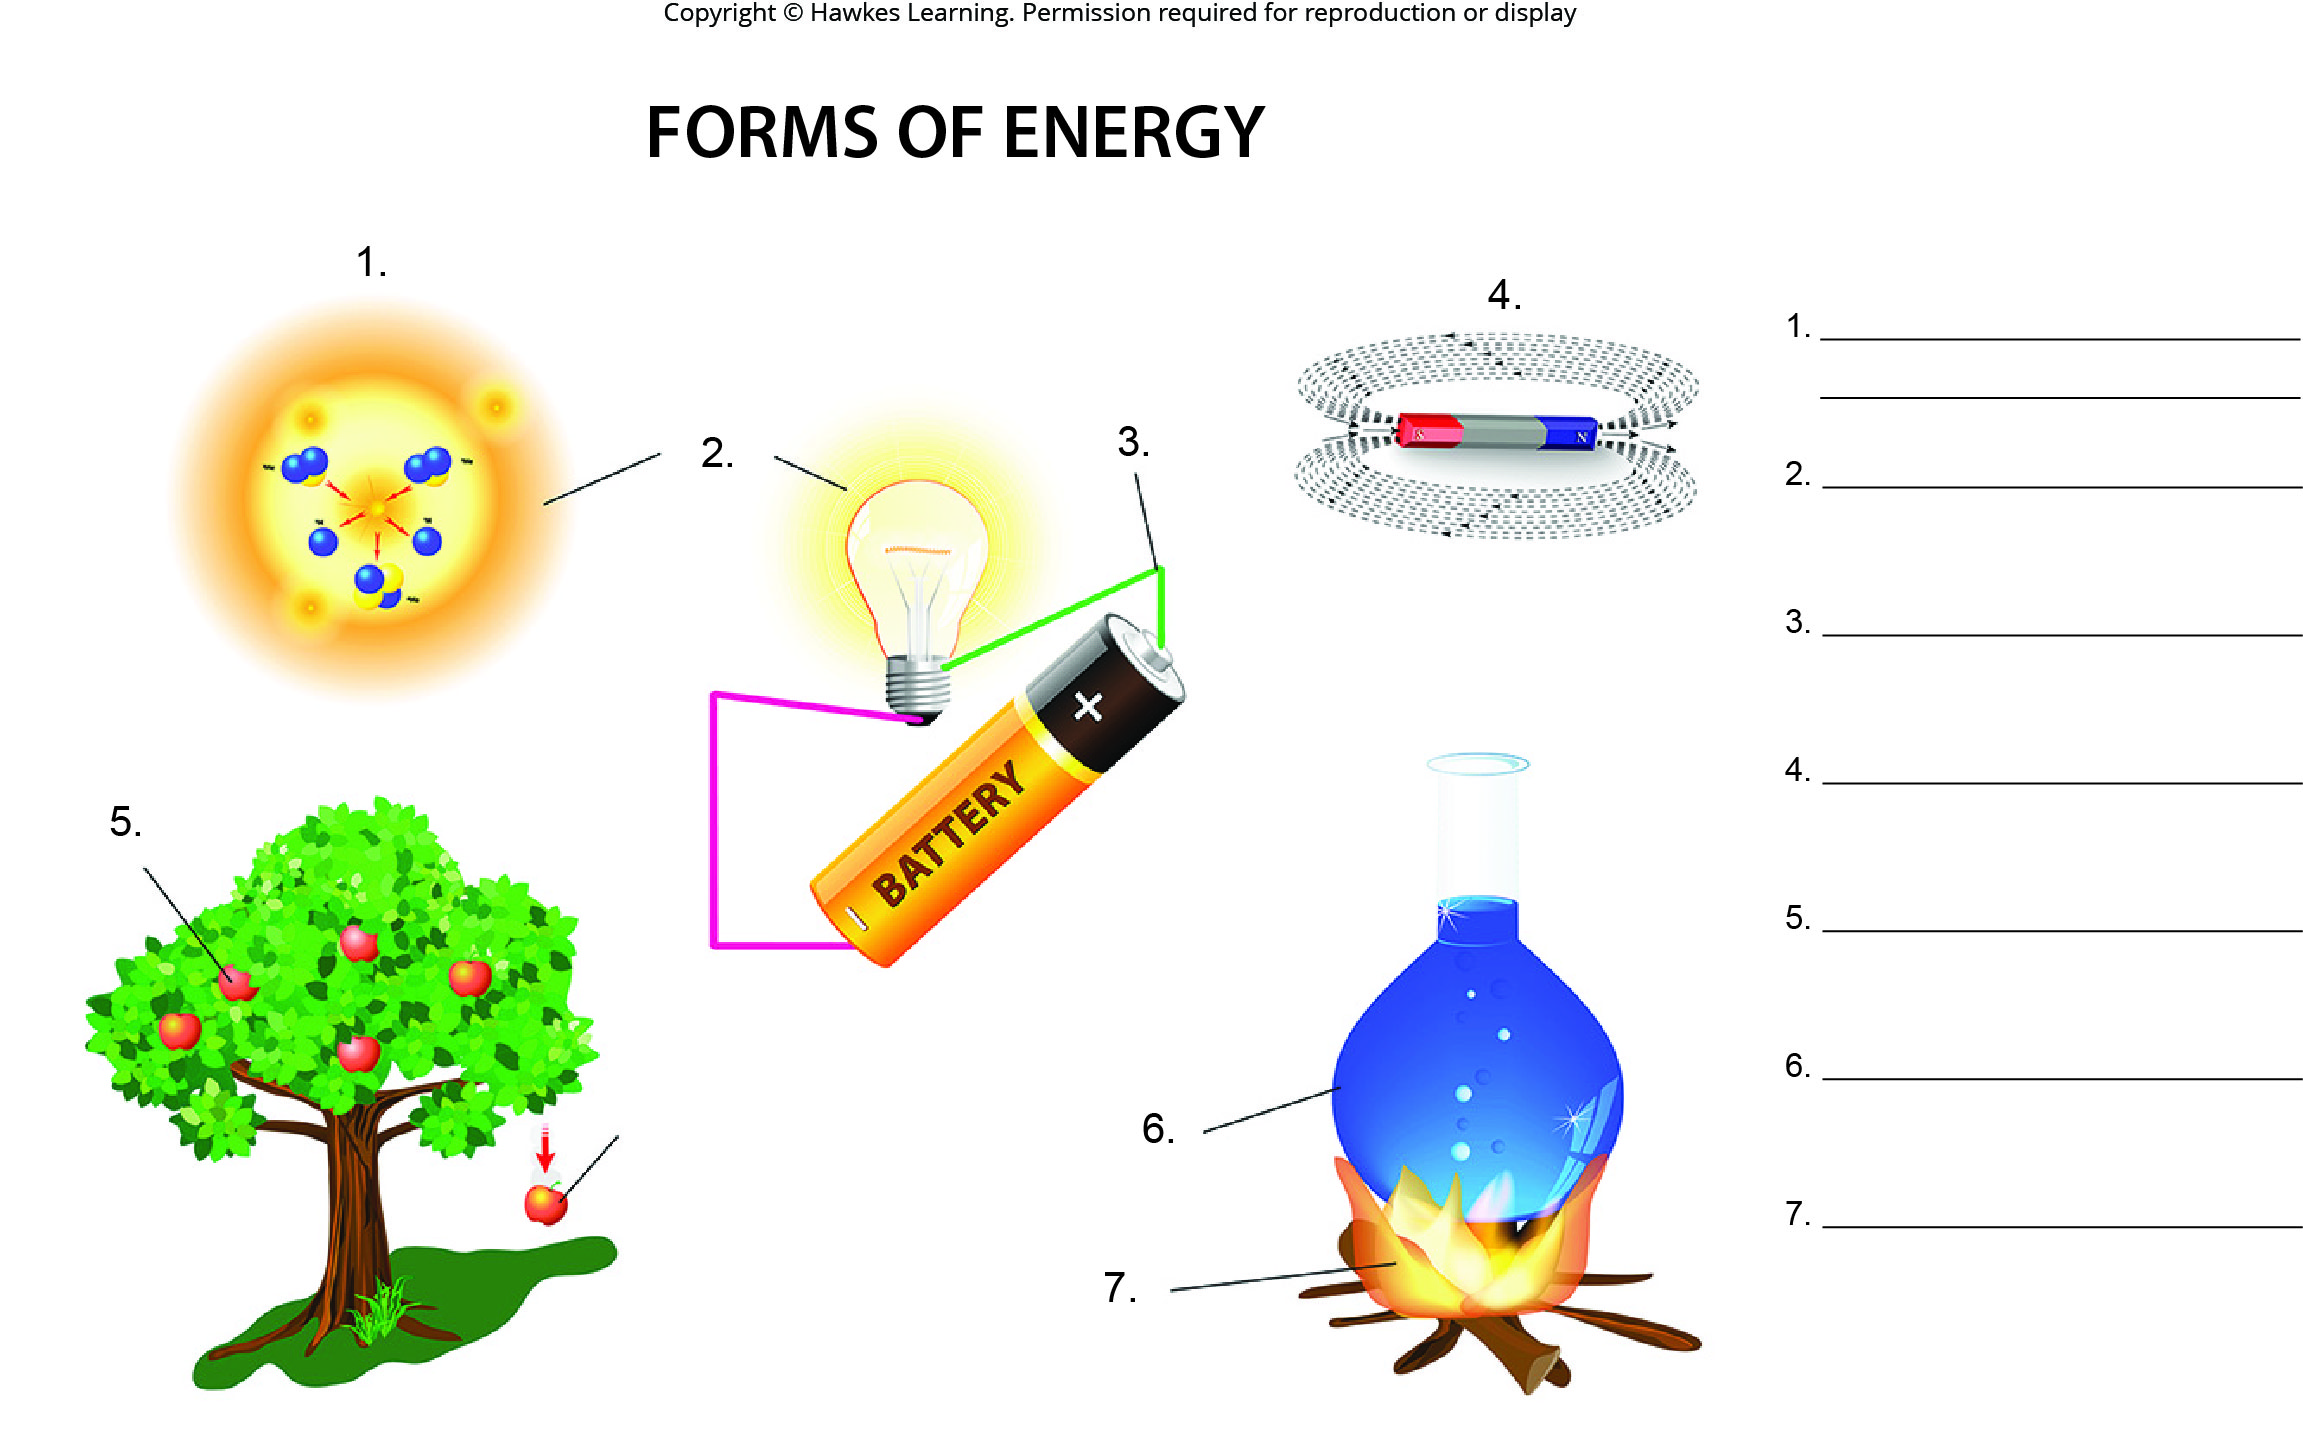 Copyright © Hawkes Learning. Permission required for reproduction or display
FORMS OF ENERGY
1.
2.
3.
4.
5.
6.
7.
BATTERY
S
N
1.
2.
3.
4.
5.
6.
7.